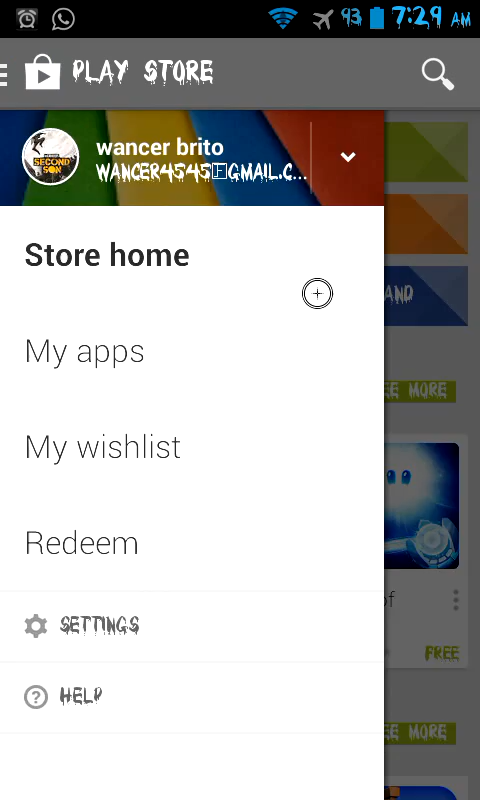 93 7:29 AM
PLAY STORE
SECOND
SON
wancer brito
WANCER4545@GMAIL.C...
Store home
AND
My apps
EE MORE
My wishlist
Redeem
of
SETTINGS
FREE
HELP
EE MORE